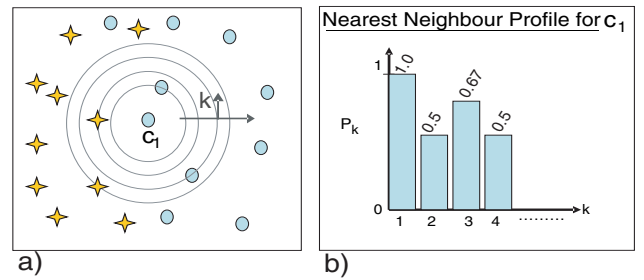 k
C1
a)
Nearest Neighbour Profile for C1
1
1.0
0.5
0.67
0.5
Pk
0
1 2 3 4 ......... k
b)